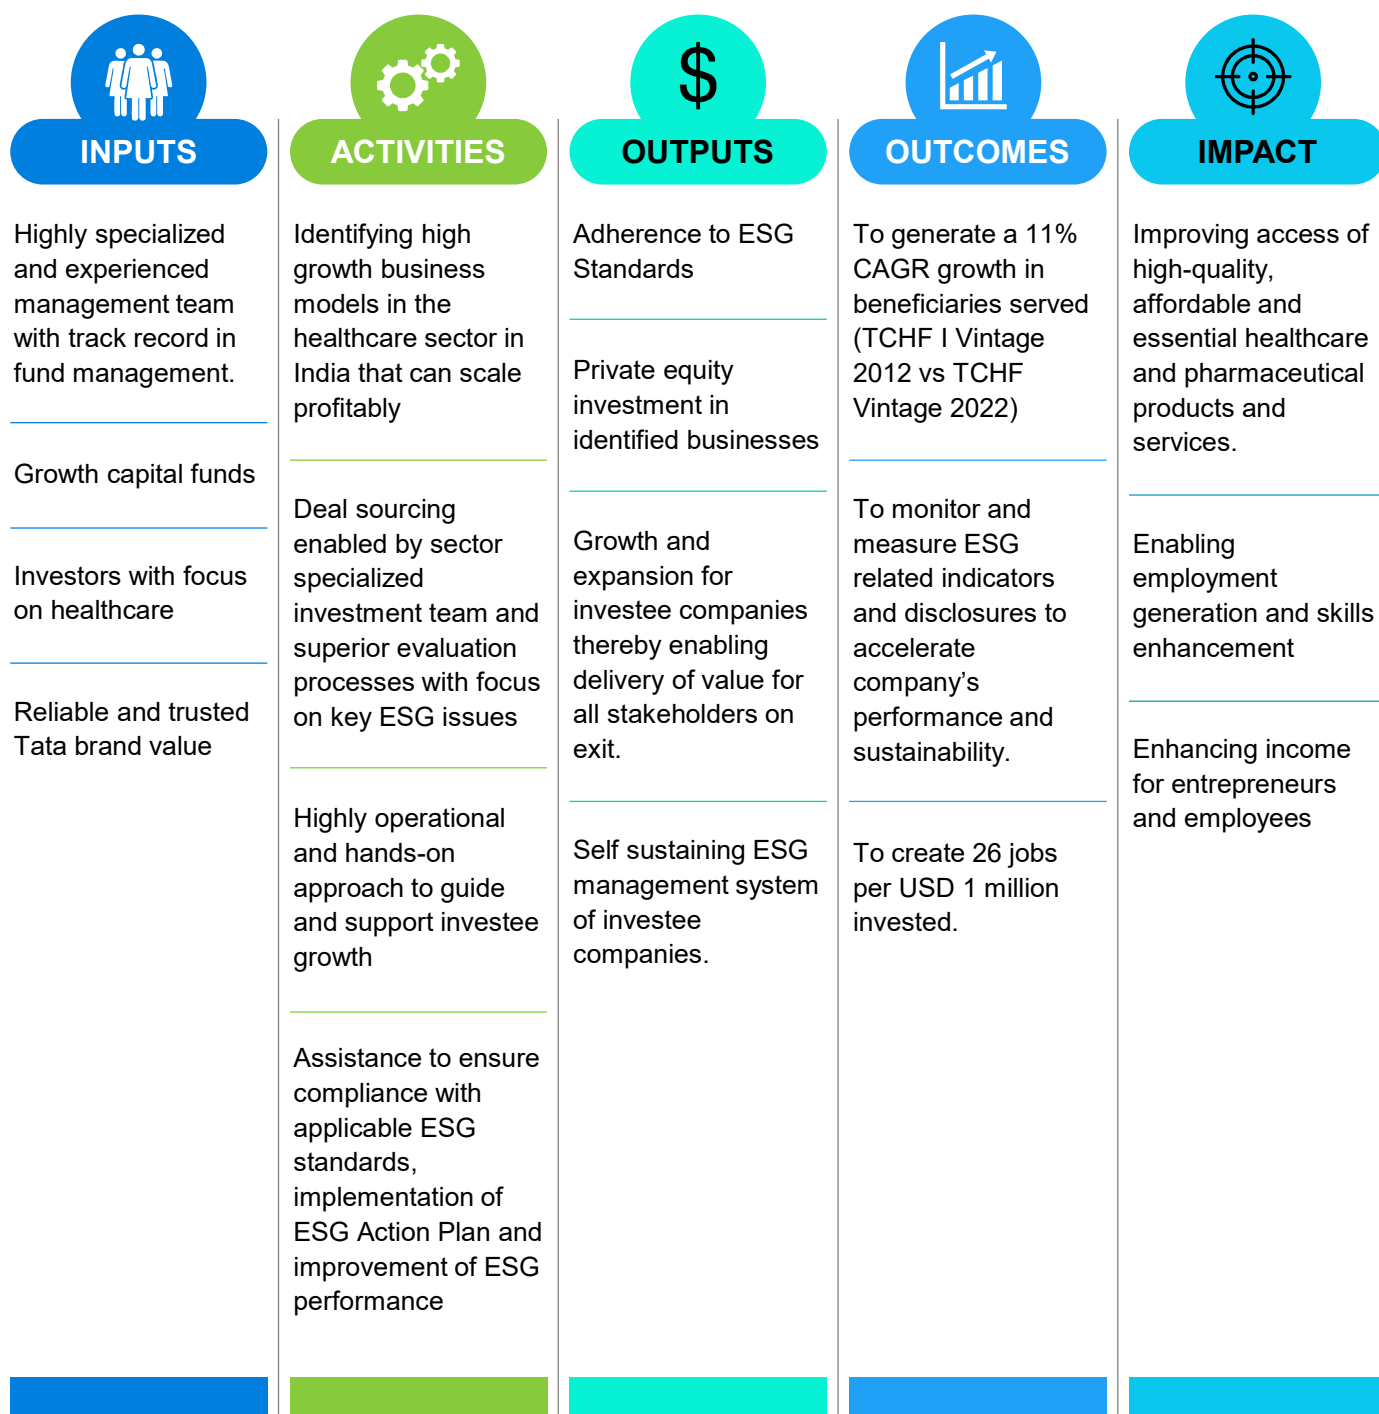 INPUTS
Highly specialized
and experienced
management team
with track record in
fund management.
Growth capital funds
Investors with focus
on healthcare
Reliable and trusted
Tata brand value
ACTIVITIES
Identifying high
growth business
models in the
healthcare sector in
India that can scale
profitably
Deal sourcing
enabled by sector
specialized
investment team and
superior evaluation
processes with focus
on key ESG issues
Highly operational
and hands-on
approach to guide
and support investee
growth
Assistance to ensure
compliance with
applicable ESG
standards,
implementation of
ESG Action Plan and
improvement of ESG
performance
$
OUTPUTS
Adherence to ESG
Standards
Private equity
investment in
identified businesses
Growth and
expansion for
investee companies
thereby enabling
delivery of value for
all stakeholders on
exit.
Self sustaining ESG
management system
of investee
companies.
OUTCOMES
To generate a 11%
CAGR growth in
beneficiaries served
(TCHF I Vintage
2012 vs TCHF
Vintage 2022)
To monitor and
measure ESG
related indicators
and disclosures to
accelerate
company’s
performance and
sustainability.
To create 26 jobs
per USD 1 million
invested.
IMPACT
Improving access of
high-quality,
affordable and
essential healthcare
and pharmaceutical
products and
services.
Enabling
employment
generation and skills
enhancement
Enhancing income
for entrepreneurs
and employees